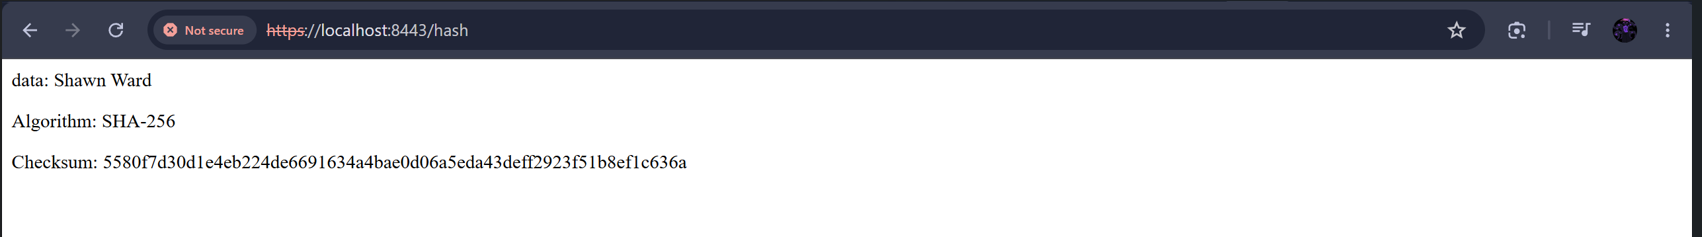 Not secure https://localhost:8443/hash
data: Shawn Ward
Algorithm: SHA-256
Checksum: 5580f7d30d1e4eb224de6691634a4bae0d06a5eda43deff2923f51b8ef1c636a